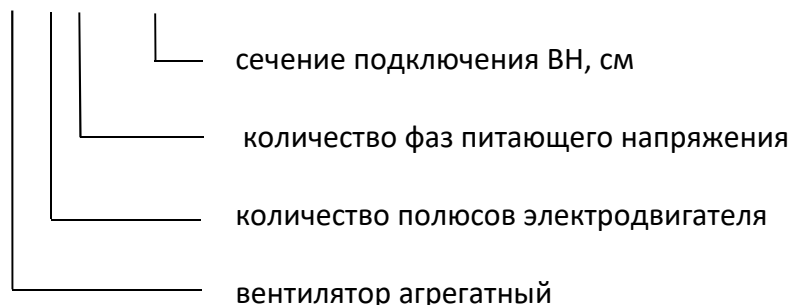 сечение подключения ВН, см
количество фаз питающего напряжения
количество полюсов электродвигателя
вентилятор агрегатный